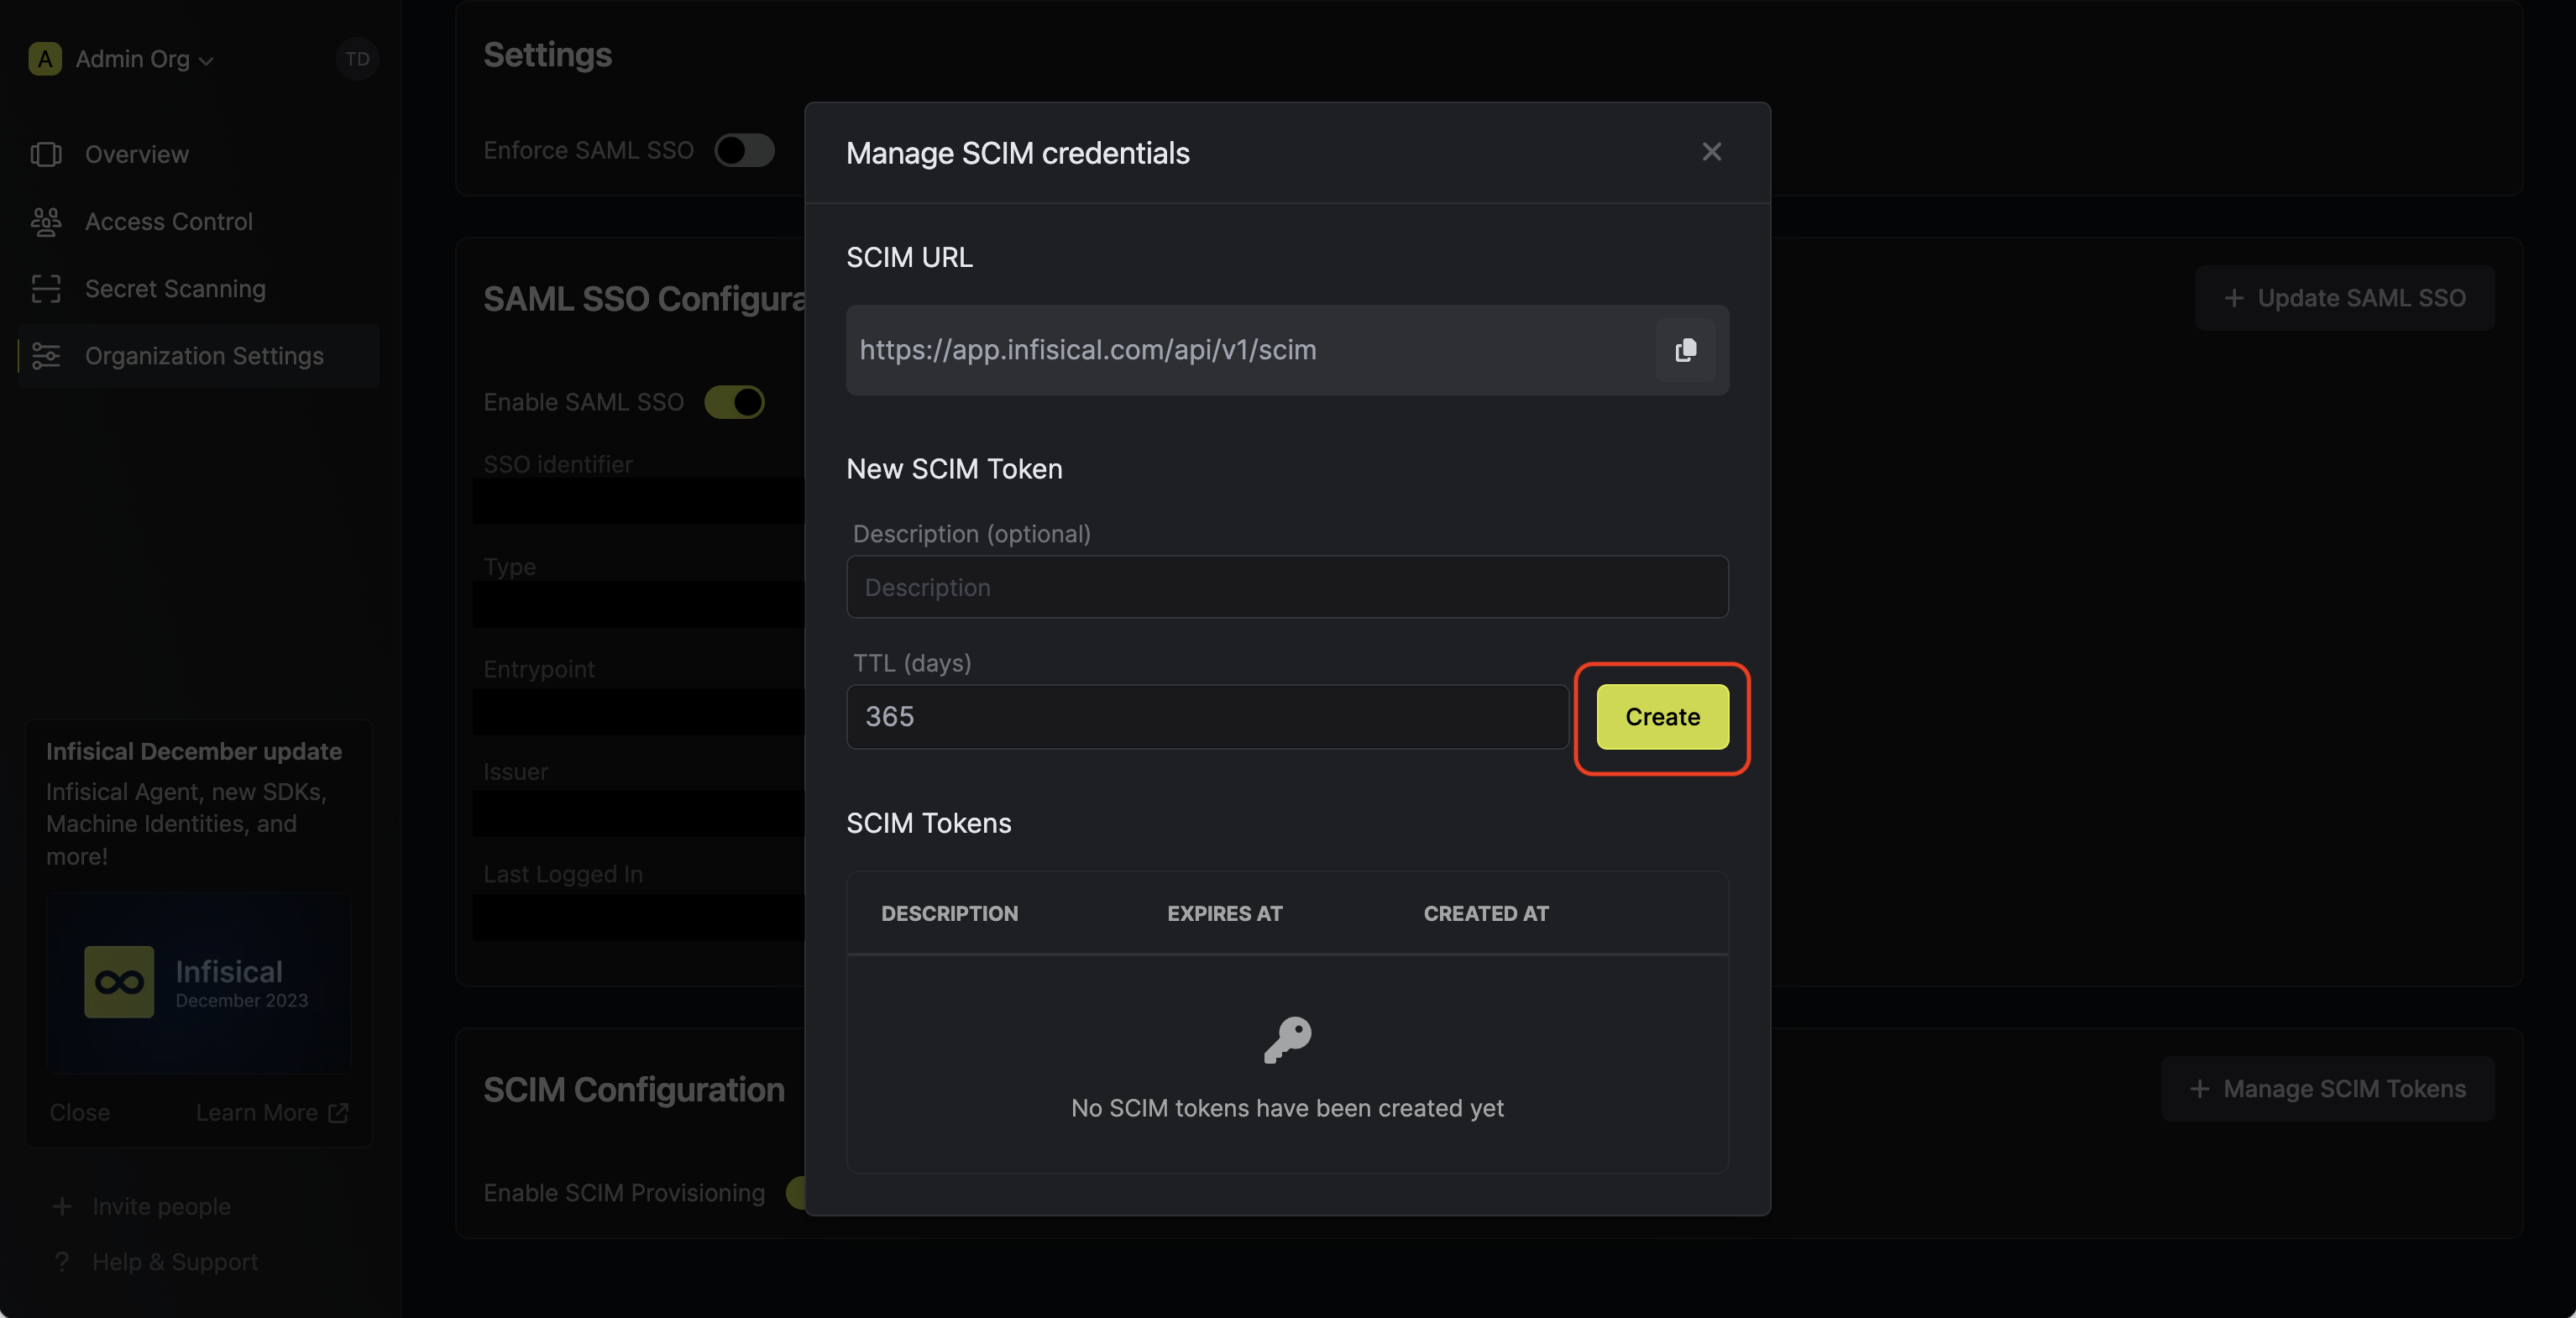 A Admin Org
TD
Overview
Access Control
Secret Scanning
Organization Settings
Infisical December update
Infisical Agent, new SDKs,
Machine Identities, and
more!
Infisical
December 2023
Close
Learn More
Invite people
? Help & Support
Settings
Enforce SAML SSO
SAML SSO Configura
+ Update SAML SSO
Enable SAML SSO
SSO identifier
Type
Entrypoint
Issuer
Last Logged In
SCIM Configuration
+ Manage SCIM Tokens
Enable SCIM Provisioning
Manage SCIM credentials
SCIM URL
https://app.infisical.com/api/v1/scim
New SCIM Token
Description (optional)
Description
TTL (days)
365
Create
SCIM Tokens
DESCRIPTION EXPIRES AT CREATED AT
No SCIM tokens have been created yet